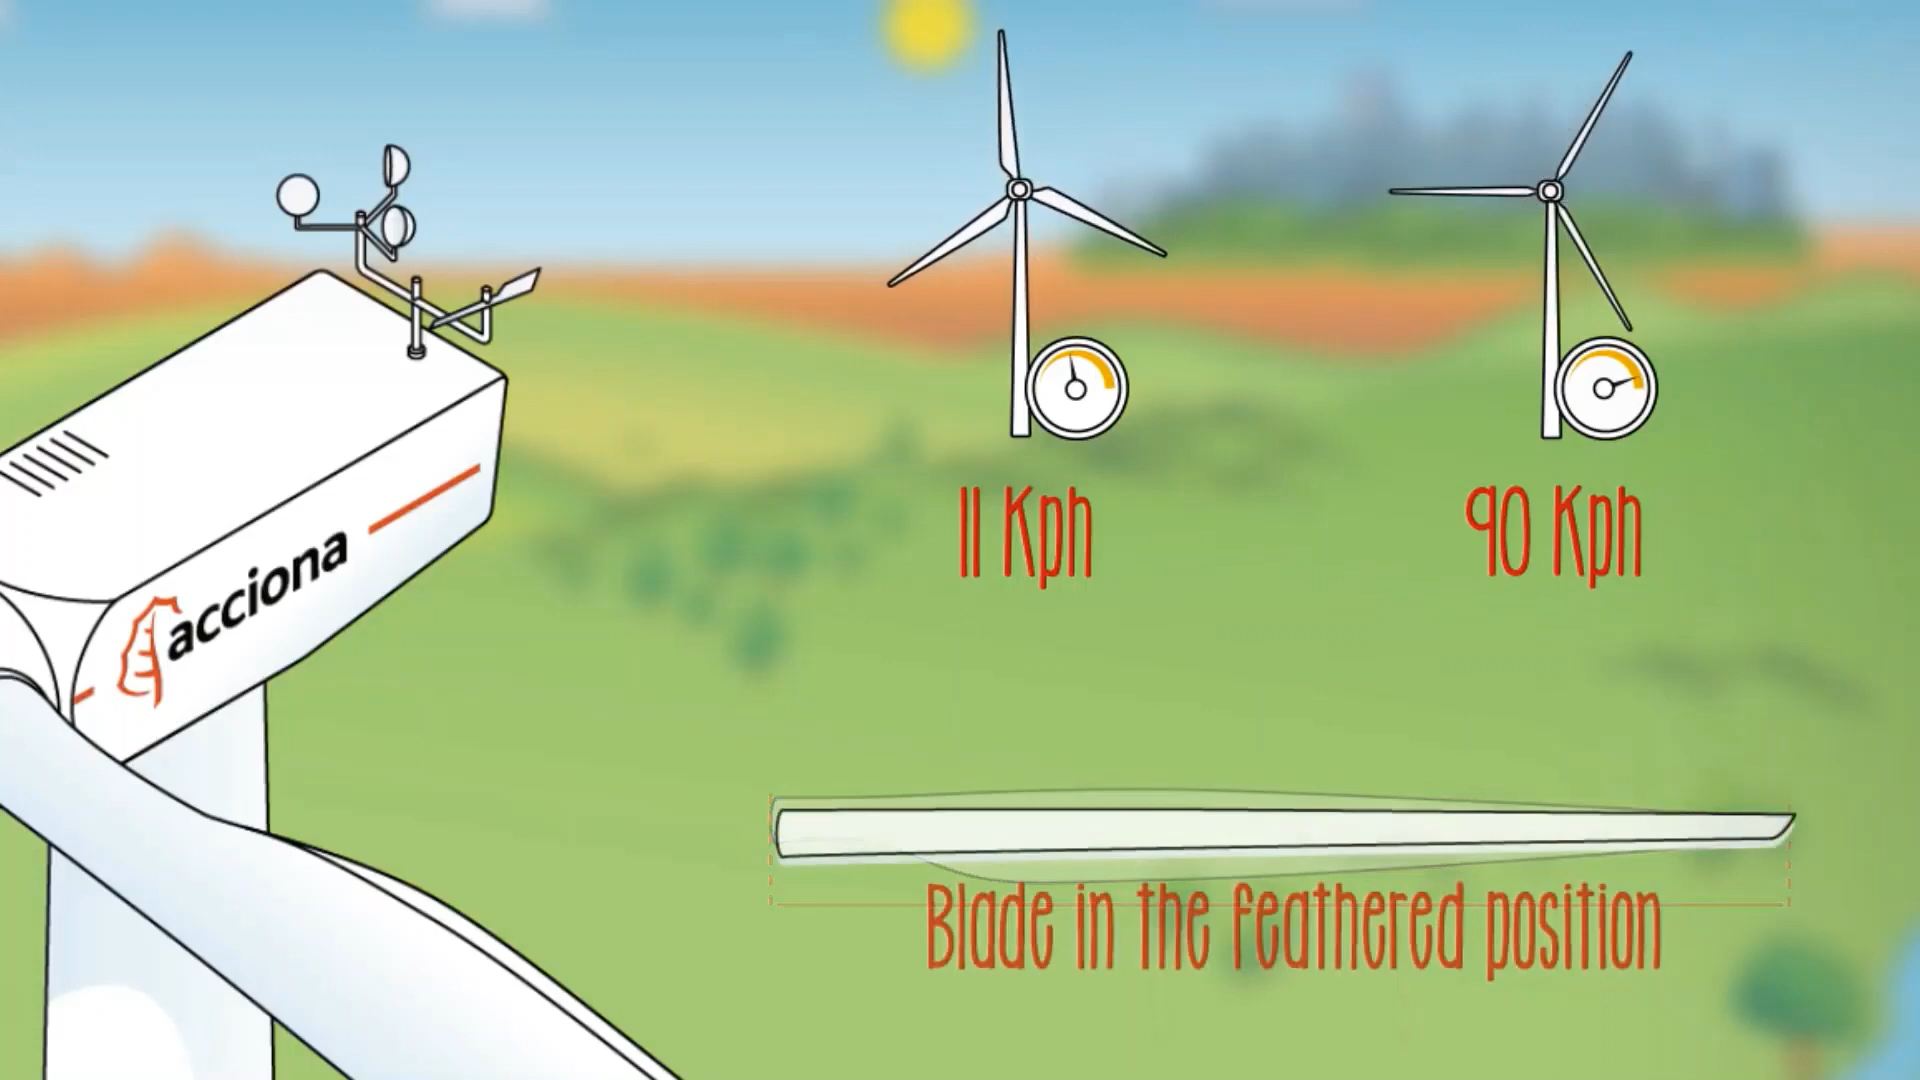 11 Kph
90 Kph
acciona
Blade in the feathered position